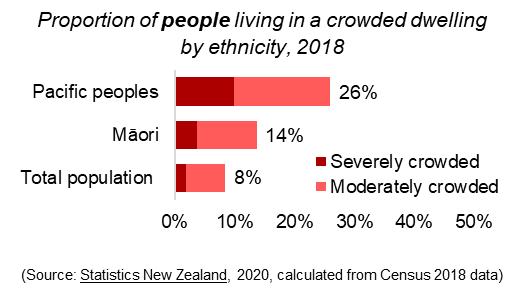 Proportion of people living in a crowded dwelling
by ethnicity, 2018
Pacific peoples 26%
Māori 14%
Total population 8%
Severely crowded
Moderately crowded
0% 10% 20% 30% 40% 50%
(Source: Statistics New Zealand, 2020, calculated from Census 2018 data)